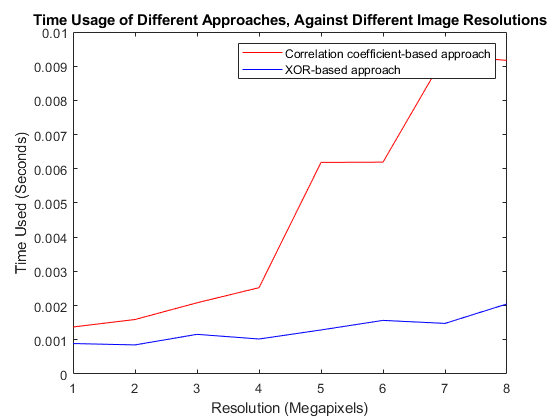 Time Usage of Different Approaches, Against Different Image Resolutions
0.01
0.009
0.008
0.007
0.006
0.005
0.004
0.003
0.002
0.001
0
Time Used (Seconds)
Correlation coefficient-based approach
XOR-based approach
1 2 3 4 5 6 7 8
Resolution (Megapixels)